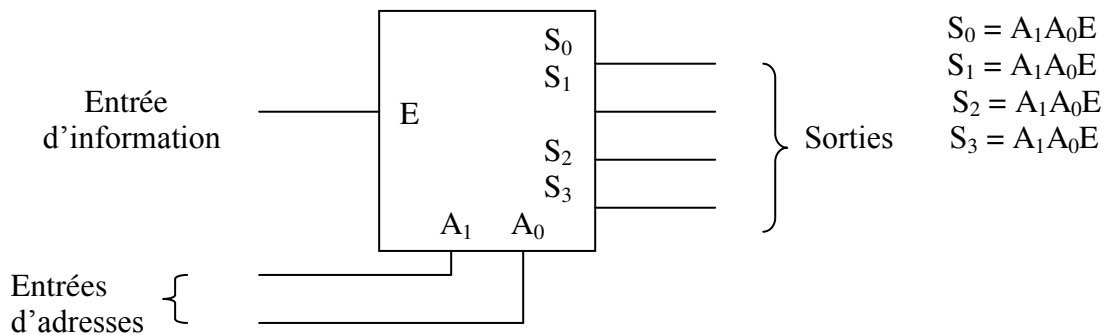 Entrée
d’information
E
S₀
S₁
S₂
S₃
A₁ A₀
Entrées
d’adresses
Sorties
S₀ = A₁A₀E
S₁ = A₁A₀E
S₂ = A₁A₀E
S₃ = A₁A₀E